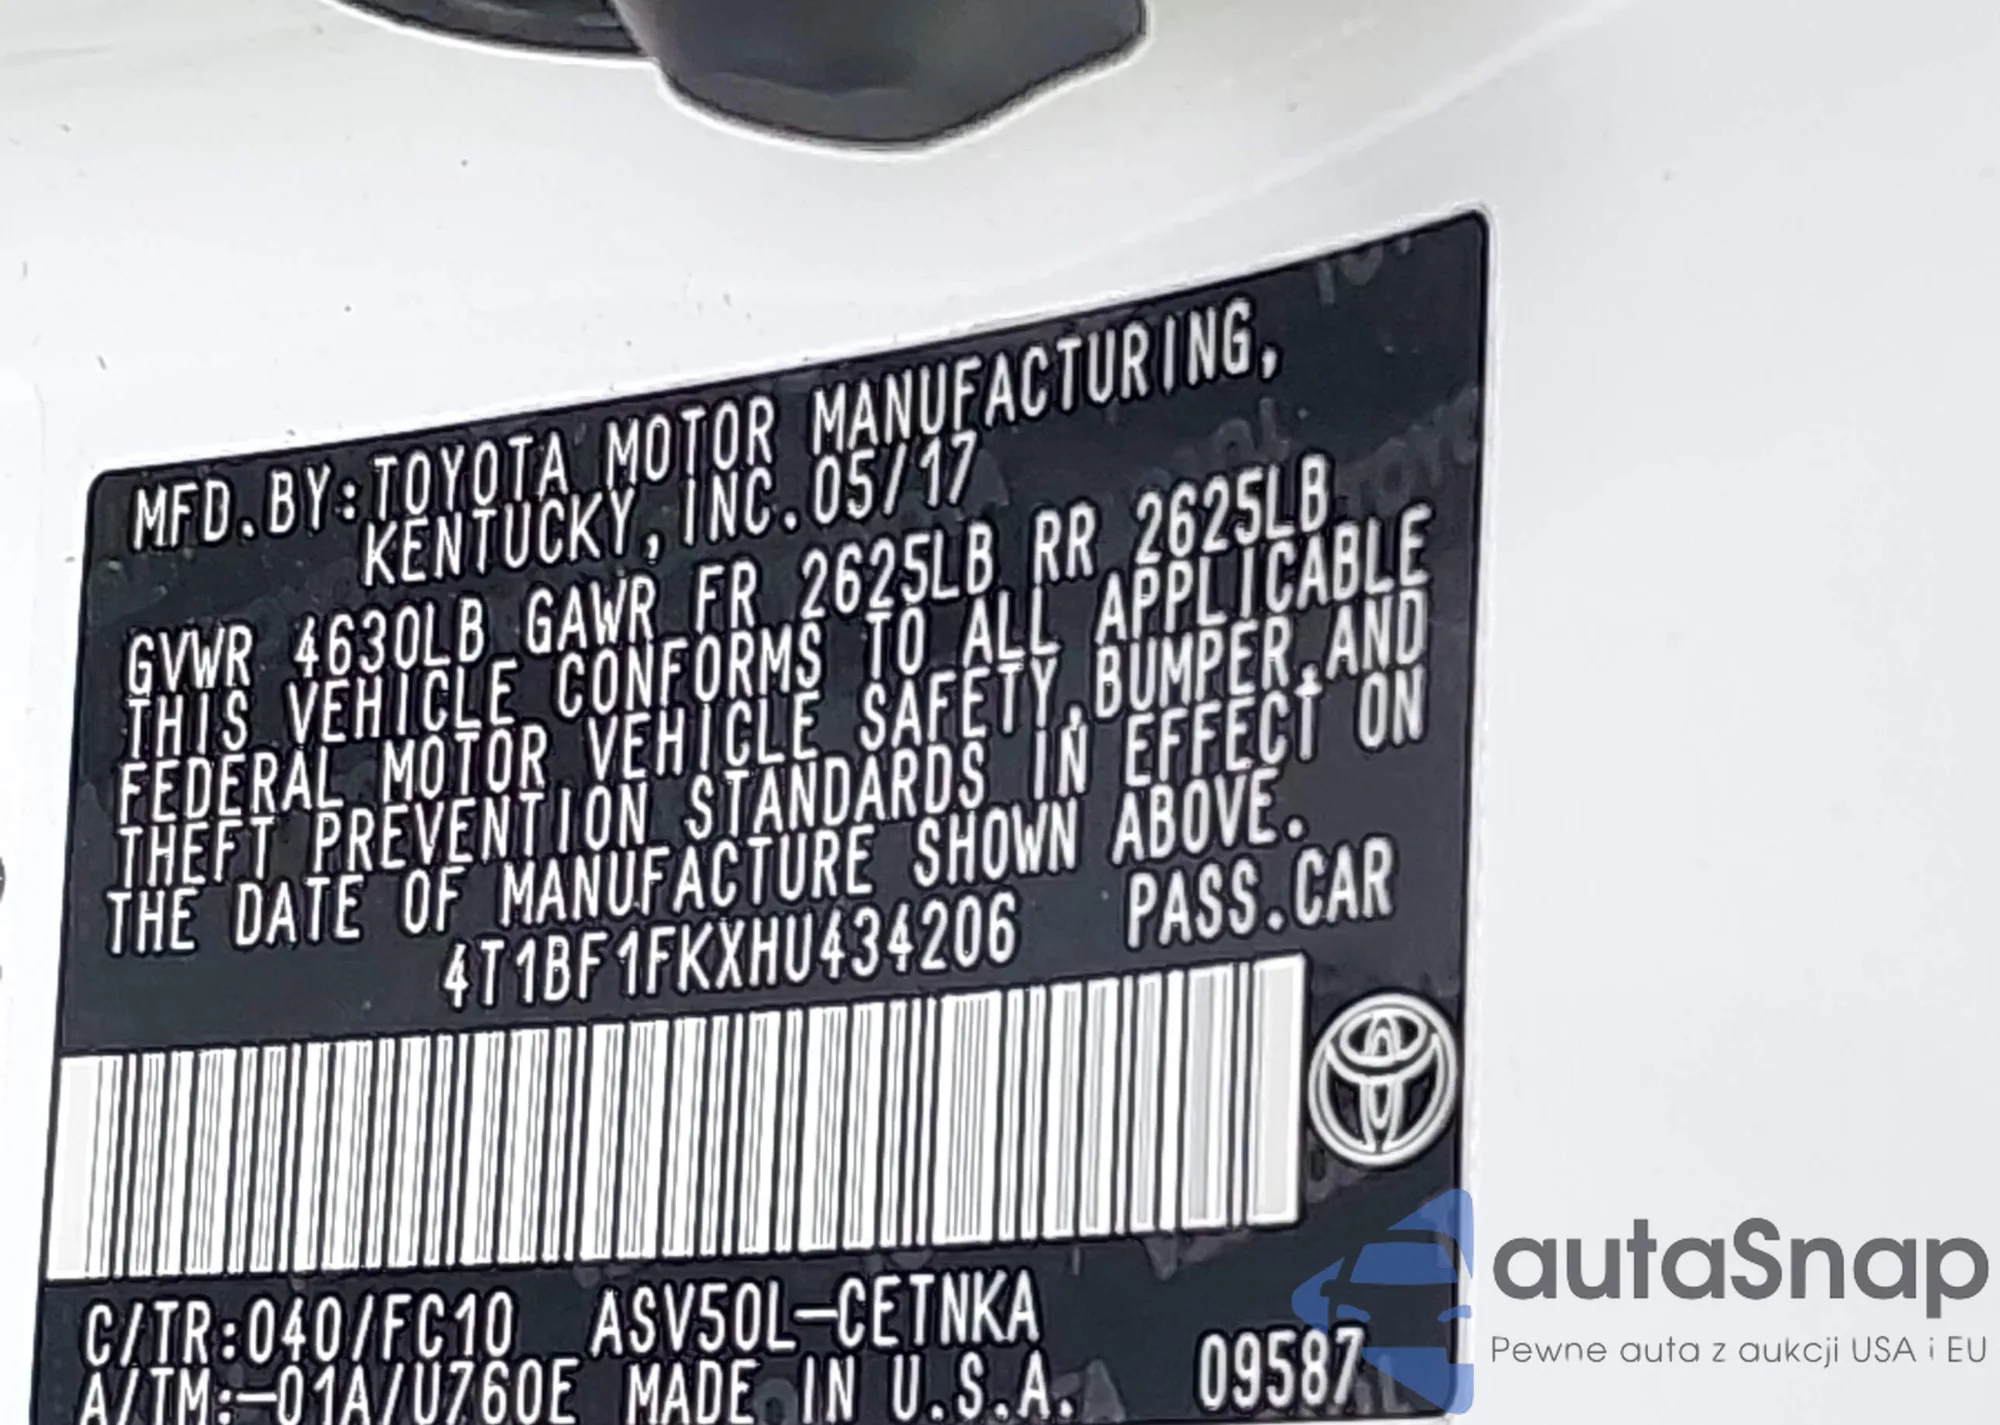 MFD.BY:TOYOTA MOTOR MANUFACTURING,
KENTUCKY, INC. 05/17
GVWR 4630LB GAWR FR 2625LB RR 2625LB
THIS VEHICLE CONFORMS TO ALL APPLICABLE
FEDERAL MOTOR VEHICLE SAFETY,BUMPER,AND
THEFT PREVENTION STANDARDS IN EFFECT ON
THE DATE OF MANUFACTURE SHOWN ABOVE.
4T1BF1FKXHU434206 PASS.CAR
C/TR:040/FC10 ASV50L-CETNKA
A/TM:-01A/U760E MADE IN U.S.A. 09587
autaSnap
Pewne auta z aukcji USA i EU